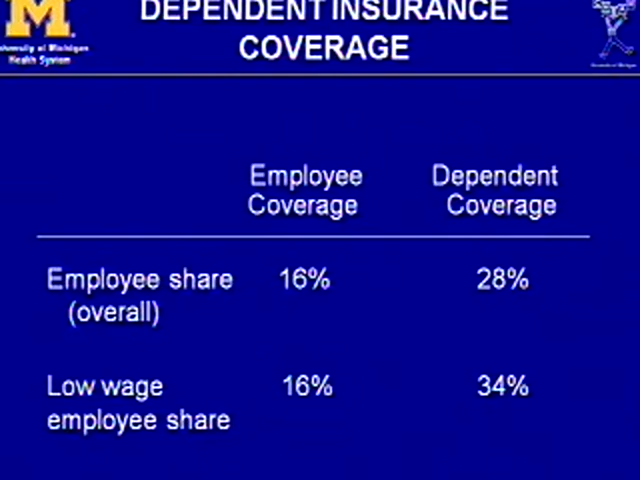 DEPENDENT INSURANCE
COVERAGE
M
University of Michigan
Health System
Employee Dependent
Coverage Coverage
Employee share 16% 28%
(overall)
Low wage 16% 34%
employee share